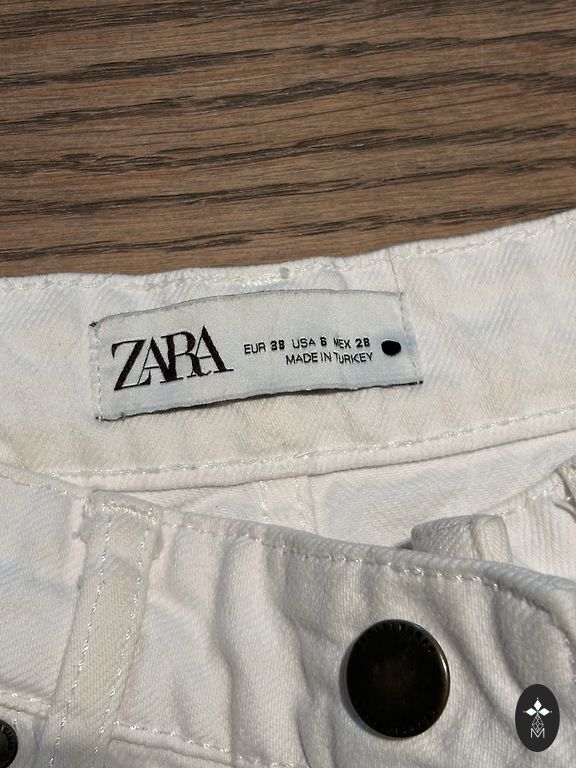 ZARA
EUR 38 USA 6 MEX 28
MADE IN TURKEY
M